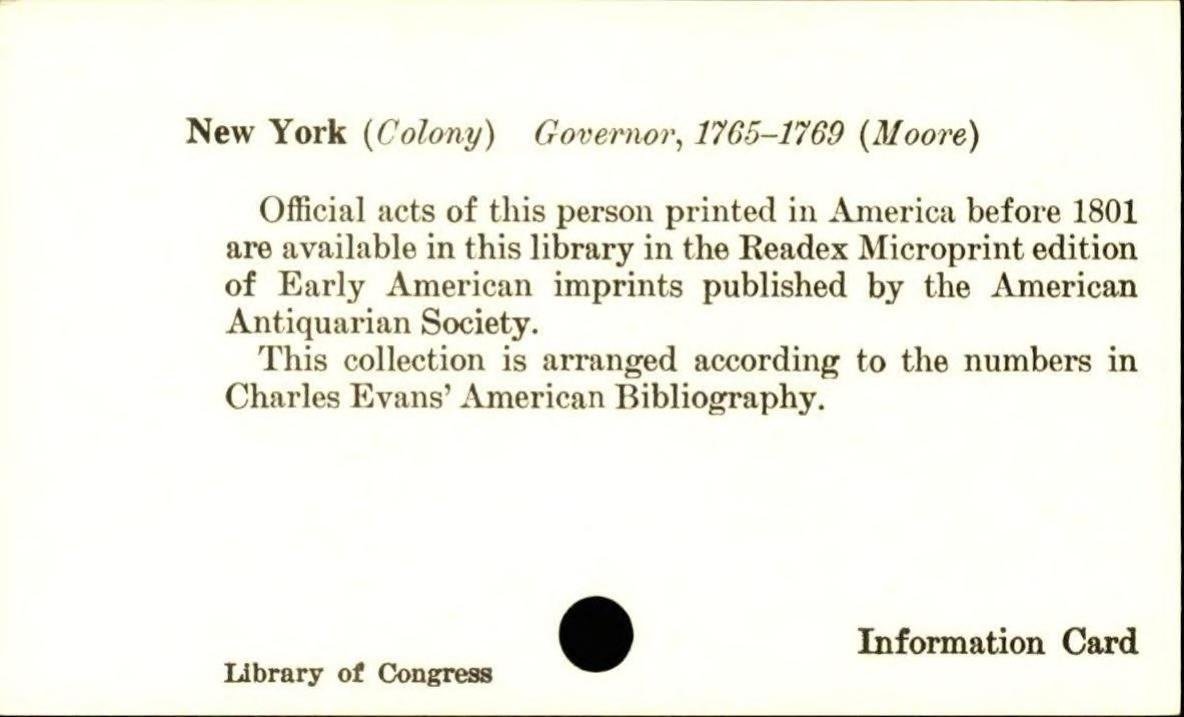 New York (Colony) Governor, 1765–1769 (Moore)
Official acts of this person printed in America before 1801
are available in this library in the Readex Microprint edition
of Early American imprints published by the American
Antiquarian Society.
This collection is arranged according to the numbers in
Charles Evans' American Bibliography.
Information Card
Library of Congress